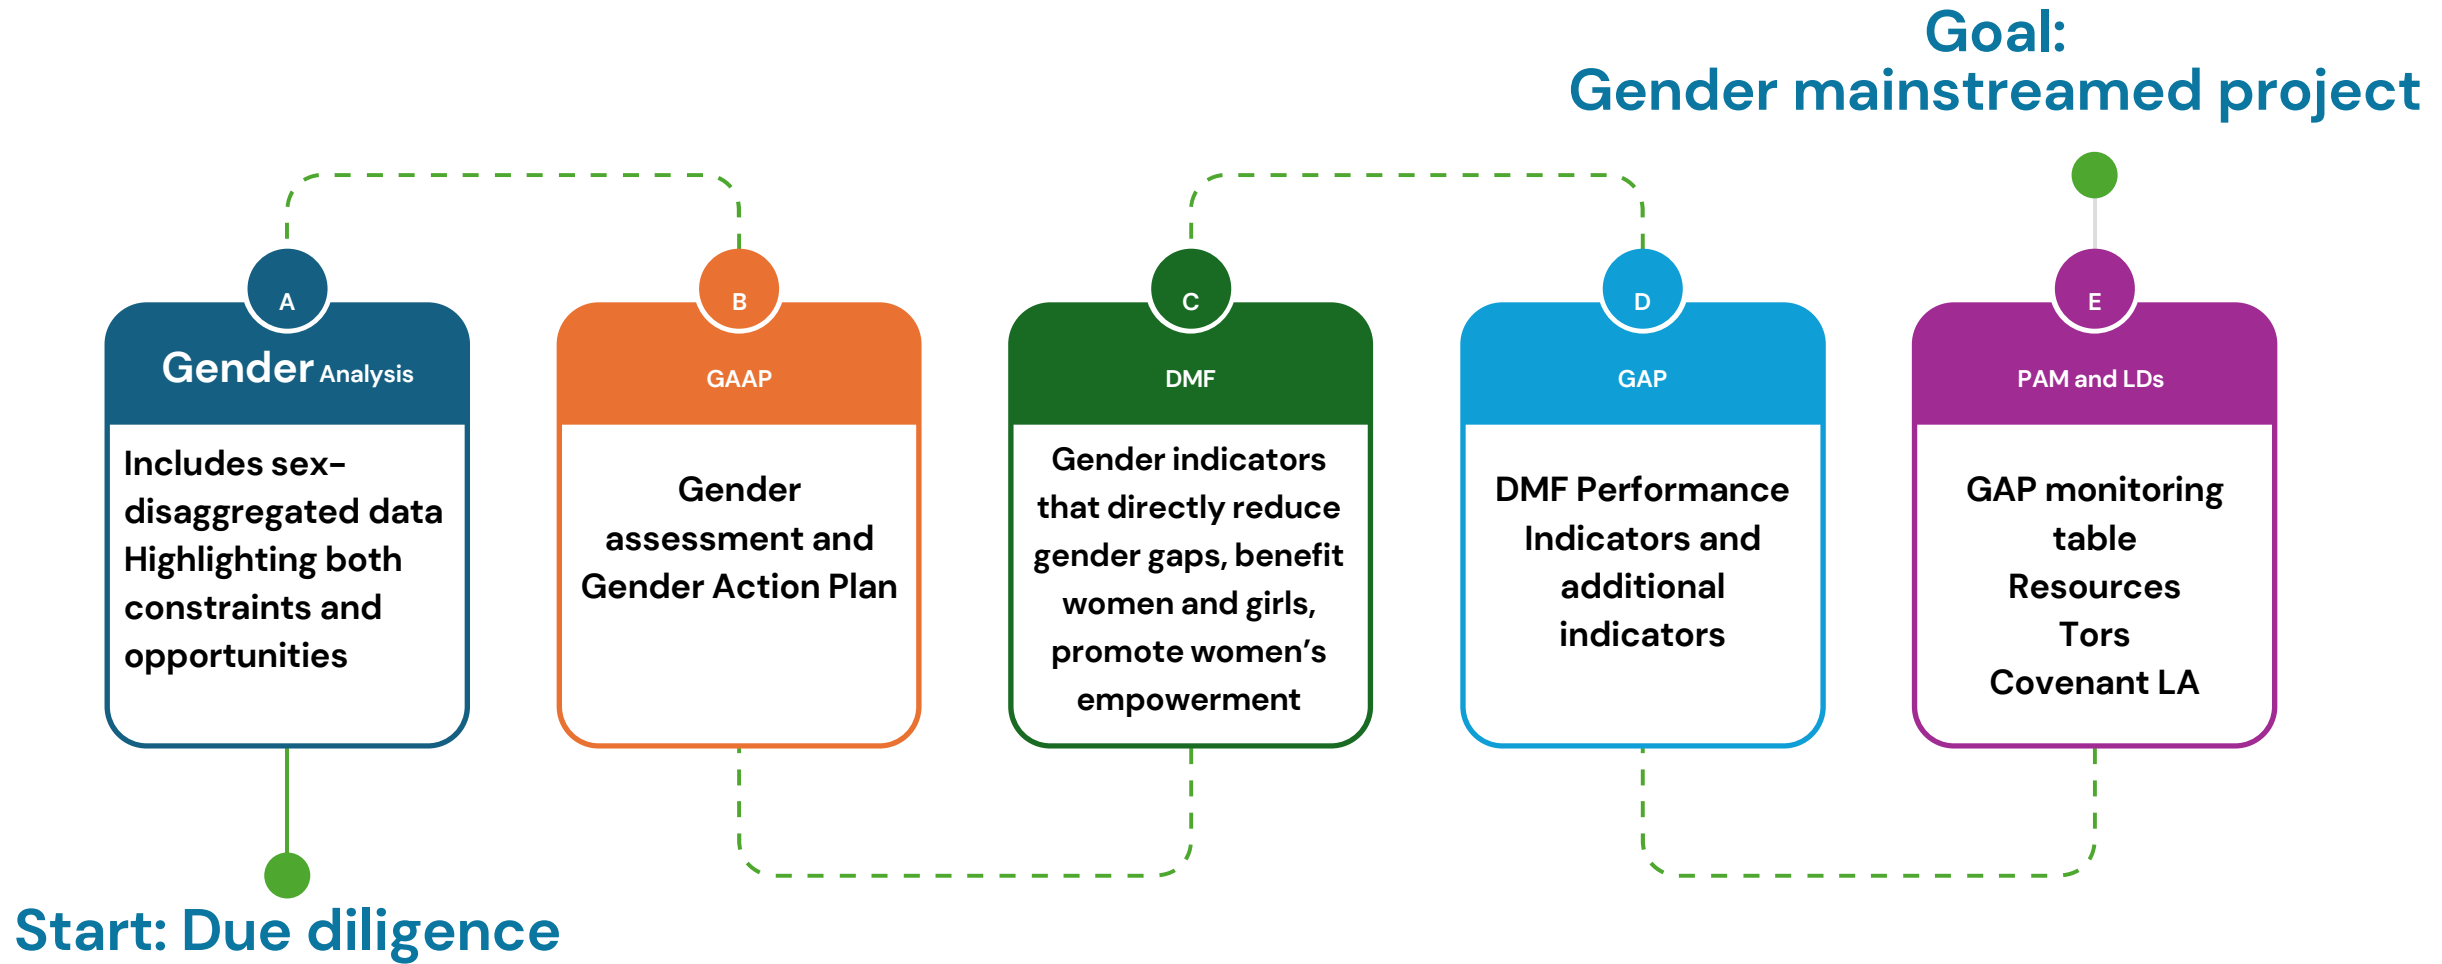 Goal:
Gender mainstreamed project
A
Gender Analysis
Includes sex-
disaggregated data
Highlighting both
constraints and
opportunities
B
GAAP
Gender
assessment and
Gender Action Plan
C
DMF
Gender indicators
that directly reduce
gender gaps, benefit
women and girls,
promote women’s
empowerment
D
GAP
DMF Performance
Indicators and
additional
indicators
E
PAM and LDs
GAP monitoring
table
Resources
Tors
Covenant LA
Start: Due diligence